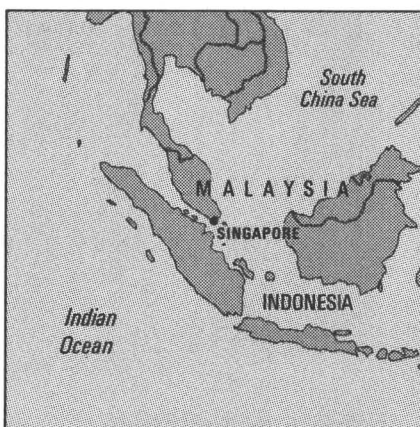 South
China Sea
MALAYSIA
SINGAPORE
INDONESIA
Indian
Ocean